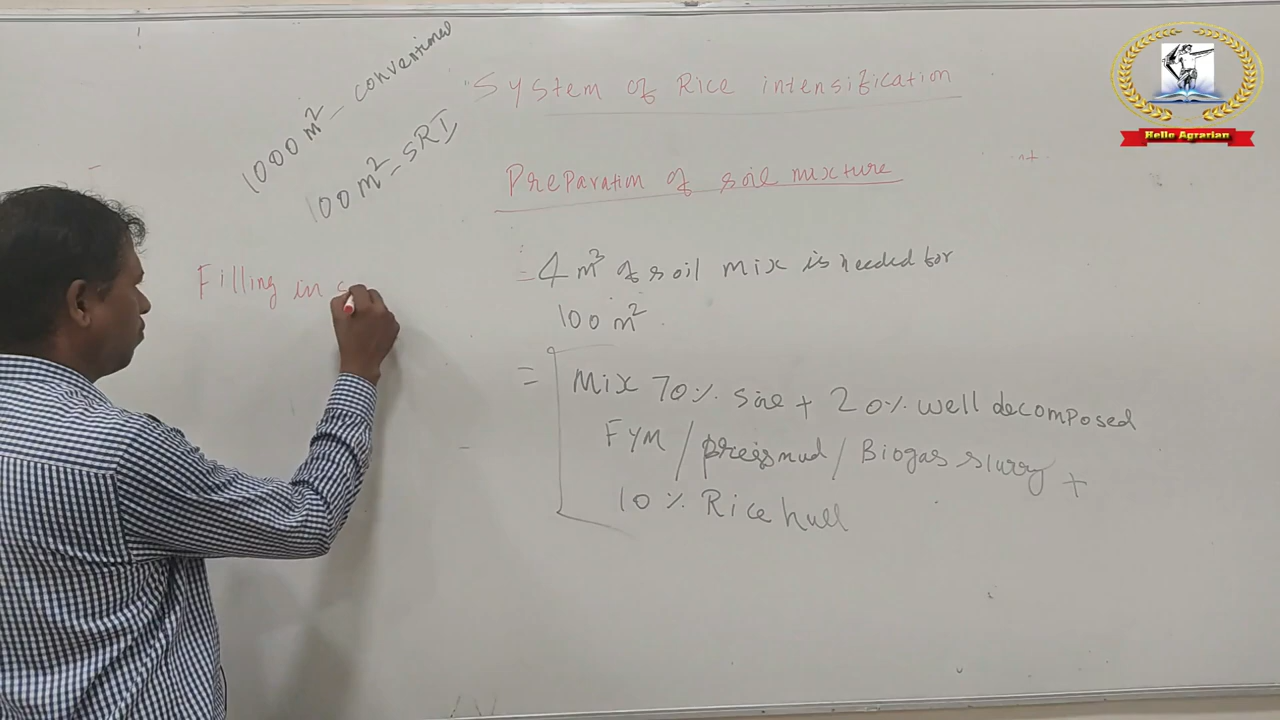 System of Rice intensification
1000 m² - conventional
100 m² - SRI
Preparation of soil mixture
= 4 m³ of soil mix is needed for
100 m²
= Mix 70% soil + 20% well decomposed
FYM / pressmud / Biogas slurry +
10% Rice hull
Filling in
Hello Agrarian